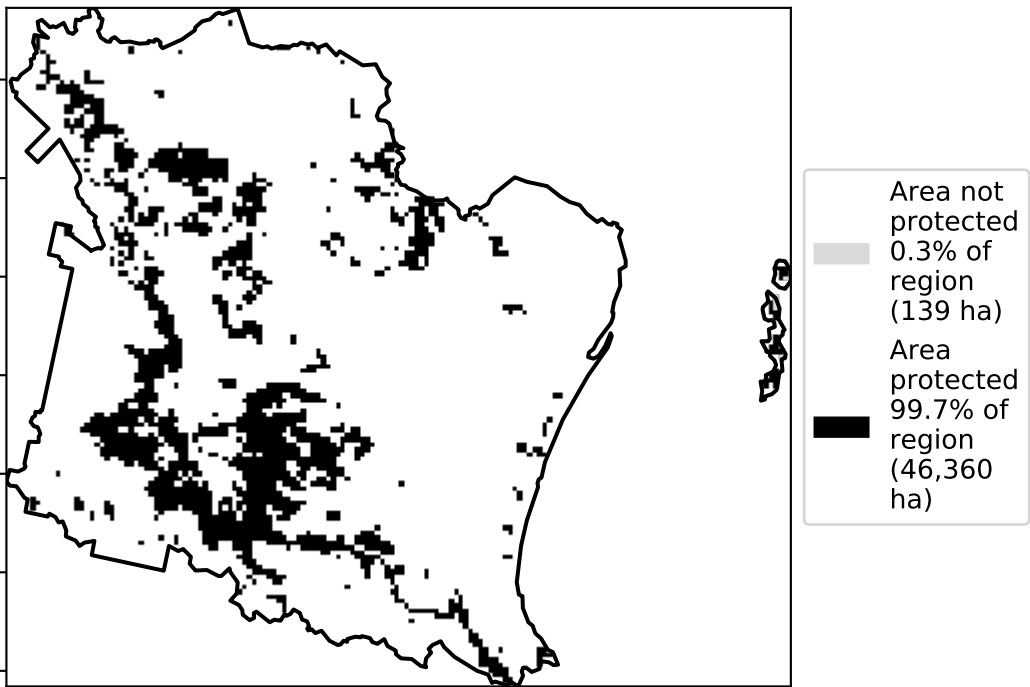 Area not
protected
0.3% of
region
(139 ha)
Area
protected
99.7% of
region
(46,360
ha)